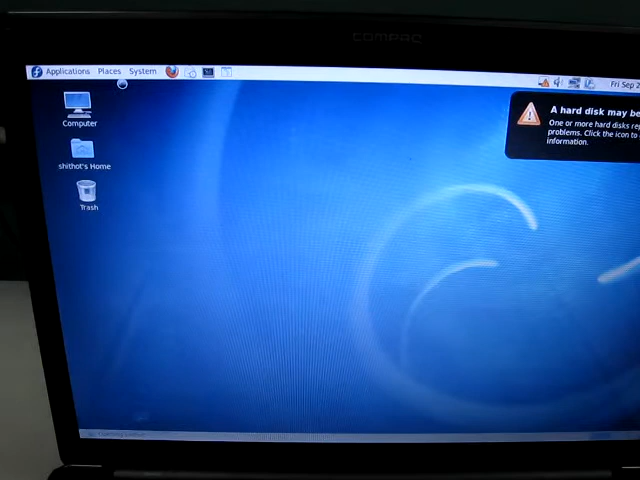 COMPAQ
Applications Places System
Fri Sep 2
A hard disk may be
One or more hard disks rep
problems. Click the icon to
information.
Computer
shithot's Home
Trash